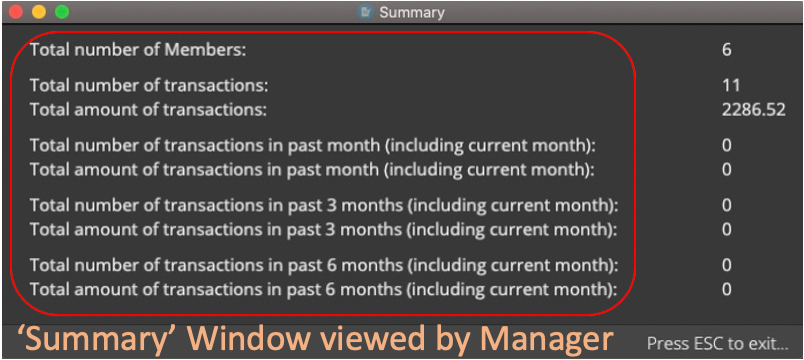 Summary
Total number of Members: 6
Total number of transactions: 11
Total amount of transactions: 2286.52
Total number of transactions in past month (including current month): 0
Total amount of transactions in past month (including current month): 0
Total number of transactions in past 3 months (including current month): 0
Total amount of transactions in past 3 months (including current month): 0
Total number of transactions in past 6 months (including current month): 0
Total amount of transactions in past 6 months (including current month): 0
‘Summary’ Window viewed by Manager Press ESC to exit...